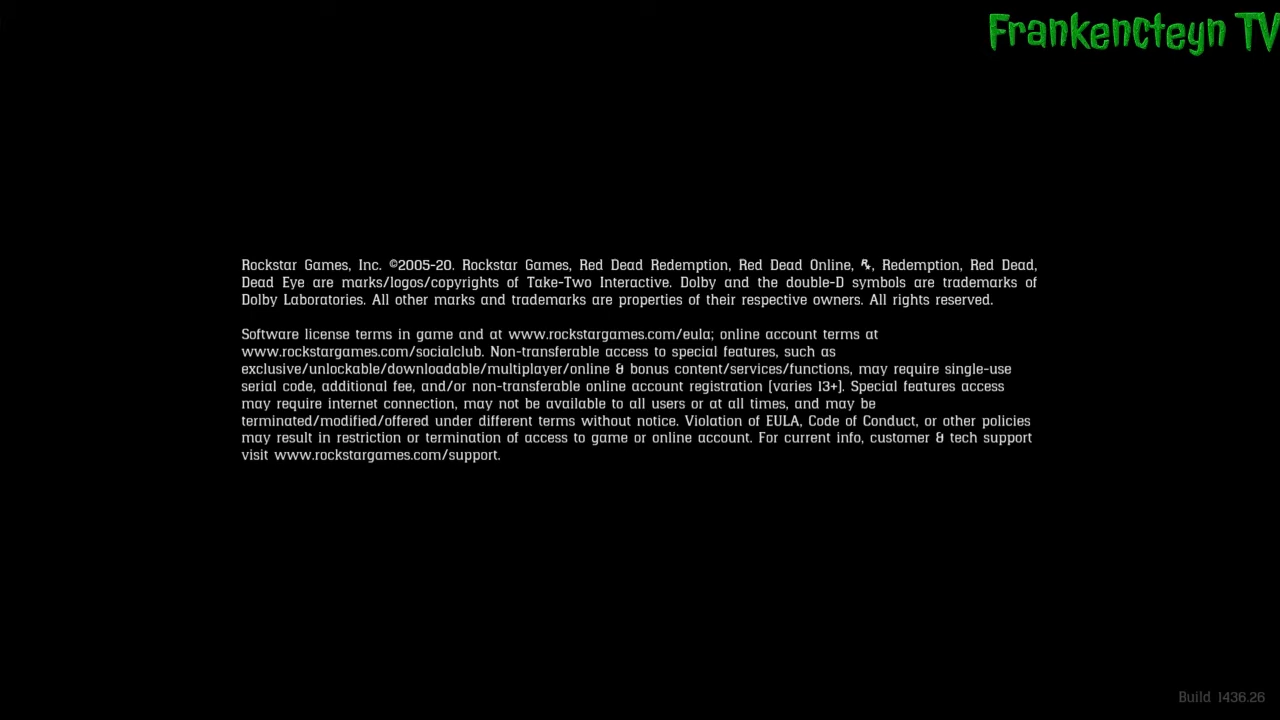 FrankenCteyn TV
Rockstar Games, Inc. ©2005-20. Rockstar Games, Red Dead Redemption, Red Dead Online, R★, Redemption, Red Dead,
Dead Eye are marks/logos/copyrights of Take-Two Interactive. Dolby and the double-D symbols are trademarks of
Dolby Laboratories. All other marks and trademarks are properties of their respective owners. All rights reserved.
Software license terms in game and at www.rockstargames.com/eula; online account terms at
www.rockstargames.com/socialclub. Non-transferable access to special features, such as
exclusive/unlockable/downloadable/multiplayer/online & bonus content/services/functions, may require single-use
serial code, additional fee, and/or non-transferable online account registration [varies 13+]. Special features access
may require internet connection, may not be available to all users or at all times, and may be
terminated/modified/offered under different terms without notice. Violation of EULA, Code of Conduct, or other policies
may result in restriction or termination of access to game or online account. For current info, customer & tech support
visit www.rockstargames.com/support.
Build 1436.26